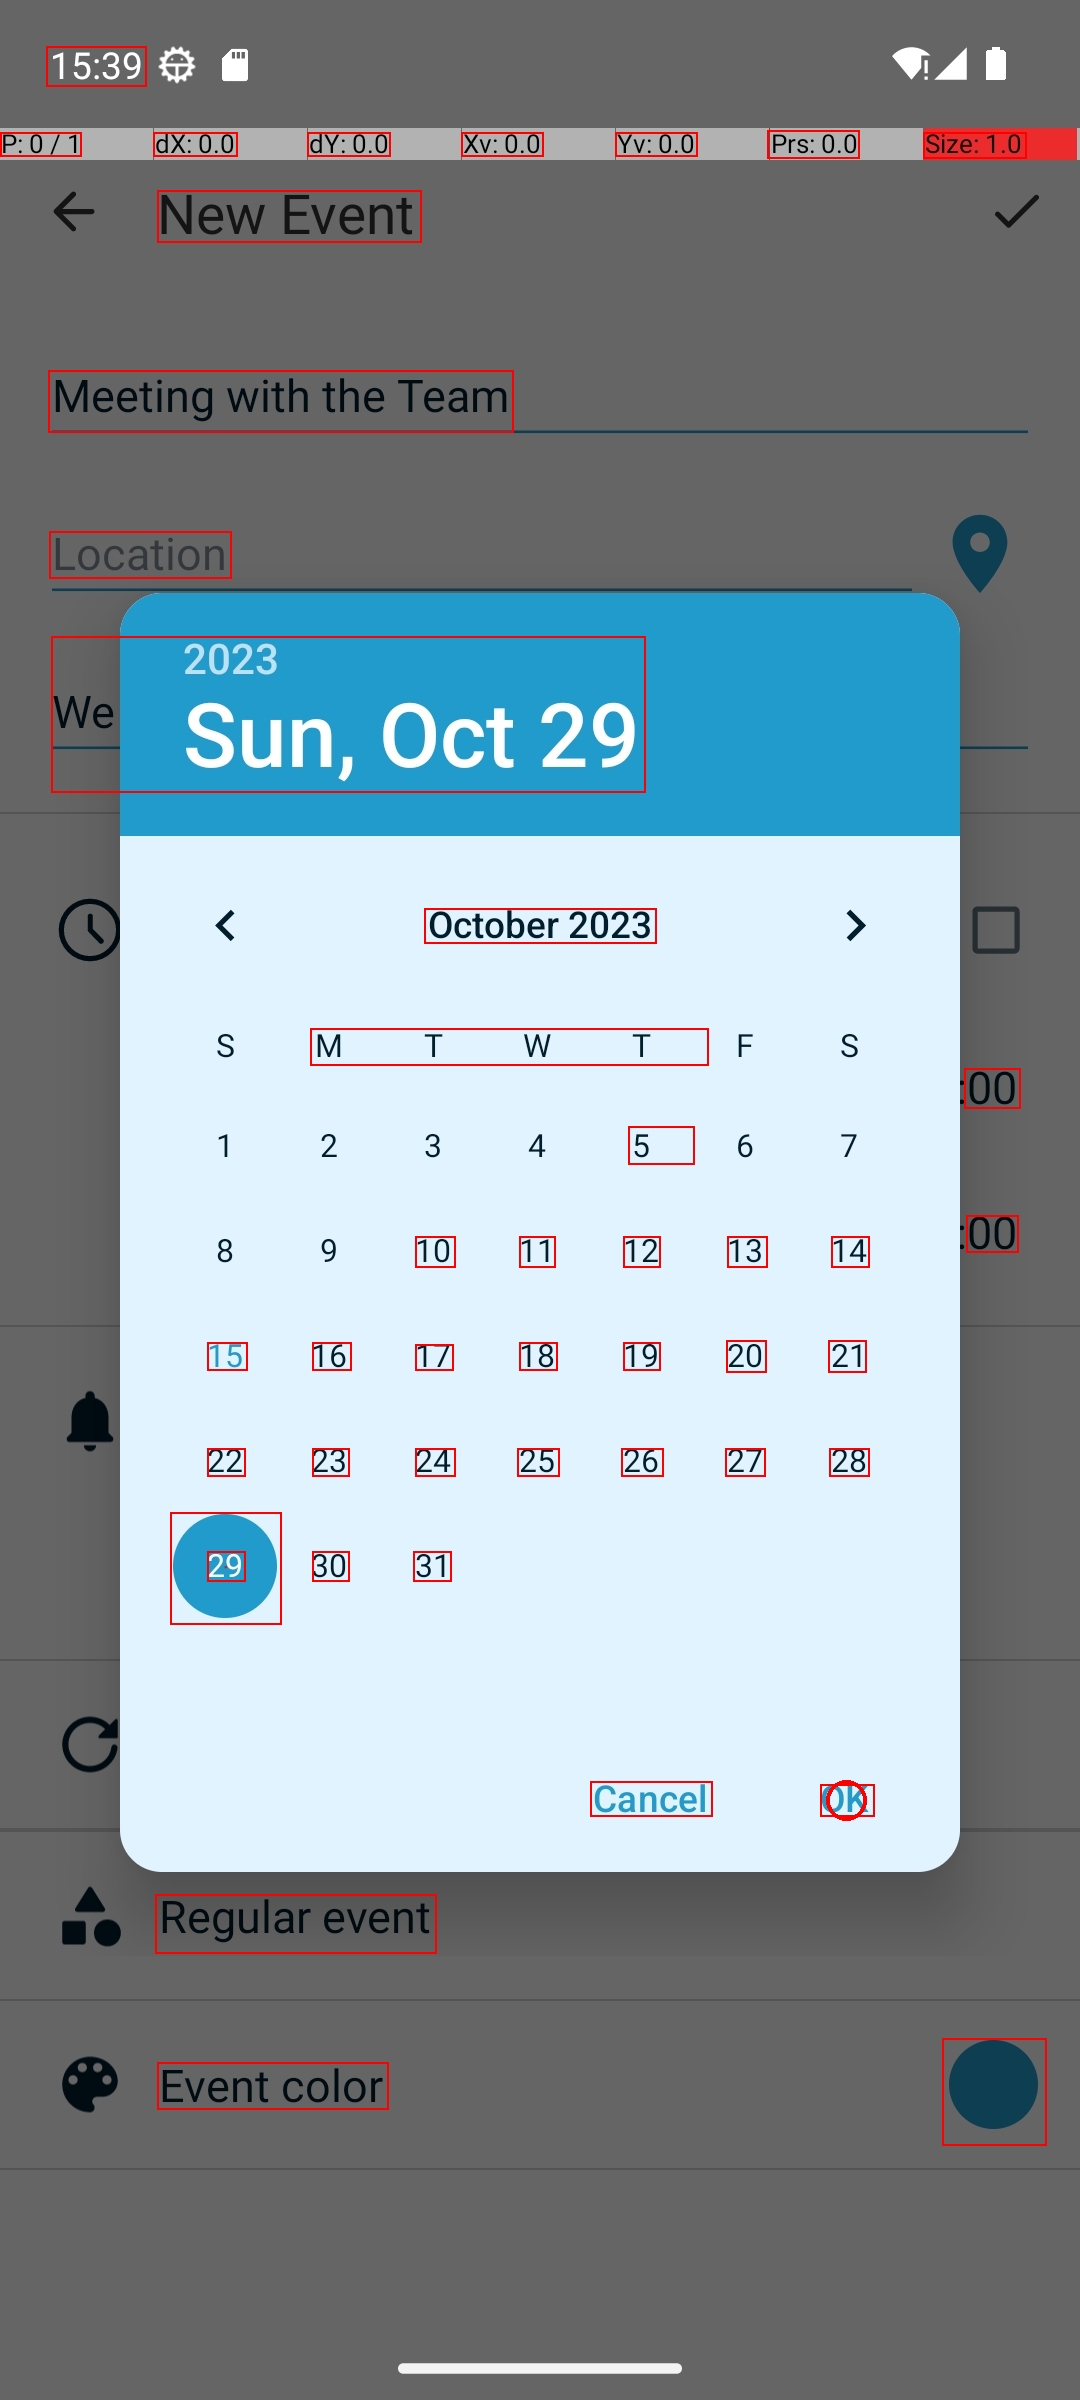 15:39
P: 0 / 1 dX: 0.0 dY: 0.0 Xv: 0.0 Yv: 0.0 Prs: 0.0 Size: 1.0
New Event
Meeting with the Team
Location
We
2023
Sun, Oct 29
October 2023
S M T W T F S
:00
1 2 3 4 5 6 7
:00
8 9 10 11 12 13 14
15 16 17 18 19 20 21
22 23 24 25 26 27 28
29 30 31
Cancel OK
Regular event
Event color